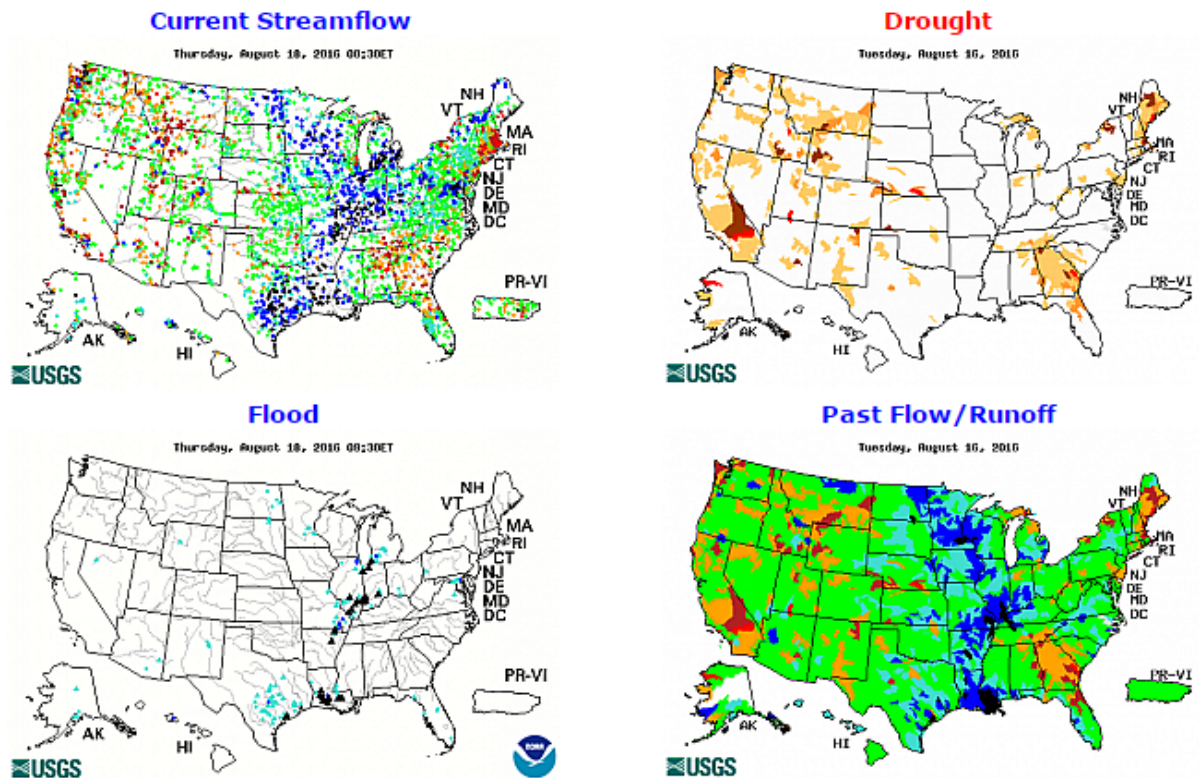 Current Streamflow
Thursday, August 18, 2016 08:30ET
NH
VT
MA
RI
CT
NJ
DE
MD
DC
PR-VI
AK
HI
USGS
Drought
Tuesday, August 16, 2016
NH
VT
MA
RI
CT
NJ
DE
MD
DC
PR-VI
AK
HI
USGS
Flood
Thursday, August 18, 2016 08:30ET
NH
VT
MA
RI
CT
NJ
DE
MD
DC
PR-VI
AK
HI
USGS
NOAA
Past Flow/Runoff
Tuesday, August 16, 2016
NH
VT
MA
RI
CT
NJ
DE
MD
DC
PR-VI
AK
HI
USGS